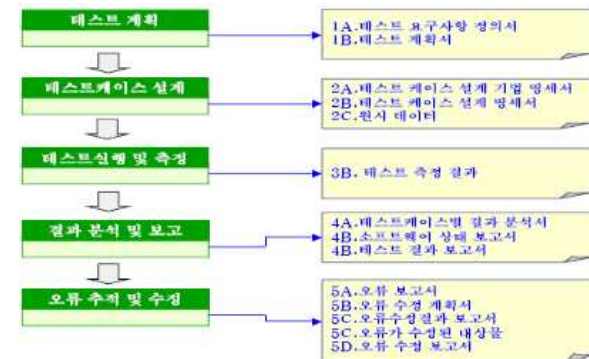 테스트 계획
1A.테스트 요구사항 정의서
1B.테스트 계획서
테스트케이스 설계
2A.테스트 케이스 설계 기법 명세서
2B.테스트 케이스 설계 명세서
2C.원시 데이터
테스트실행 및 측정
3B. 테스트 측정 결과
결과 분석 및 보고
4A.테스트케이스별 결과 분석서
4B.소프트웨어 상태 보고서
4B.테스트 결과 보고서
오류 추적 및 수정
5A.오류 보고서
5B.오류 수정 계획서
5C.오류수정결과 보고서
5C.오류가 수정된 대상물
5D.오류 수정 보고서